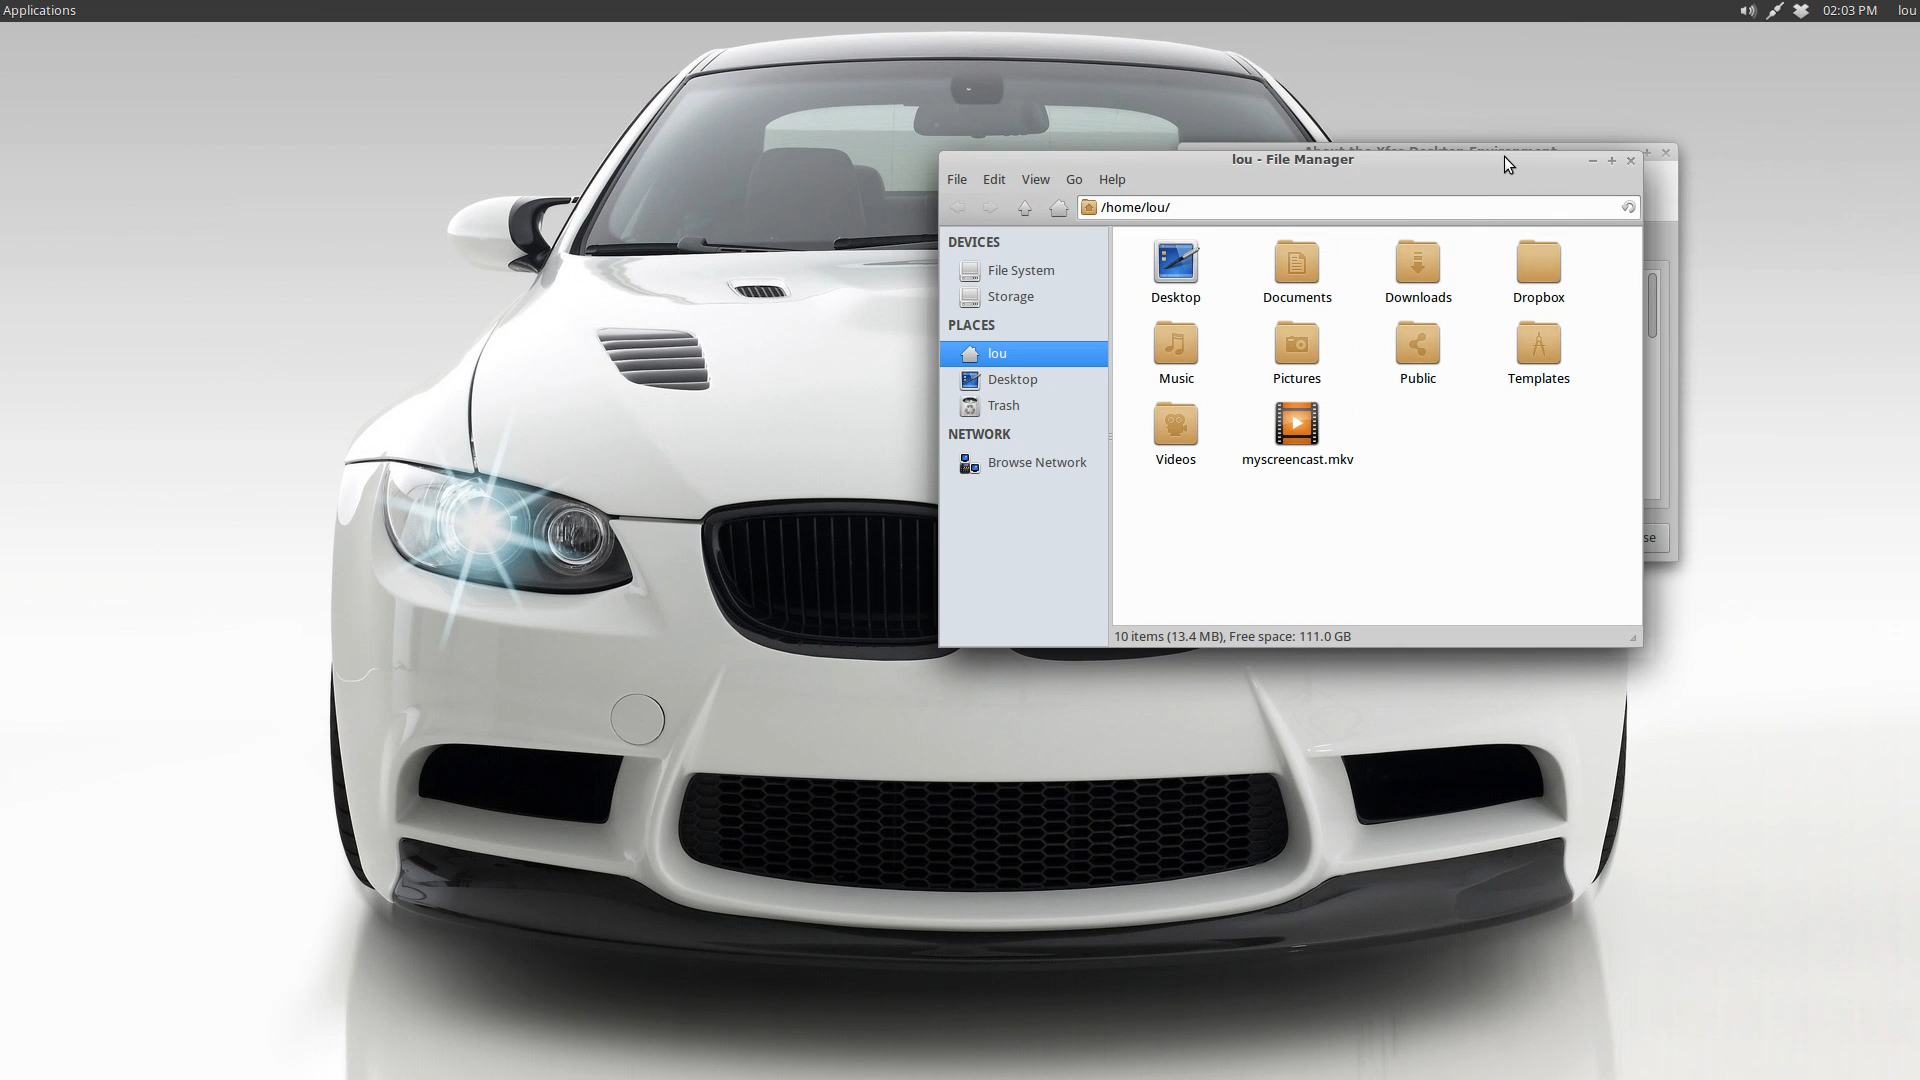 Applications
02:03 PM lou
About the Xfce Desktop Environment
lou - File Manager
File Edit View Go Help
/home/lou/
DEVICES
File System
Storage
PLACES
lou
Desktop
Trash
NETWORK
Browse Network
Desktop Documents Downloads Dropbox
Music Pictures Public Templates
Videos myscreencast.mkv
se
10 items (13.4 MB), Free space: 111.0 GB